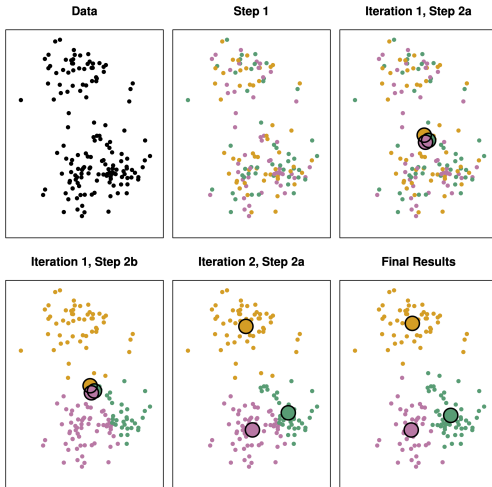 Data
Step 1
Iteration 1, Step 2a
Iteration 1, Step 2b
Iteration 2, Step 2a
Final Results